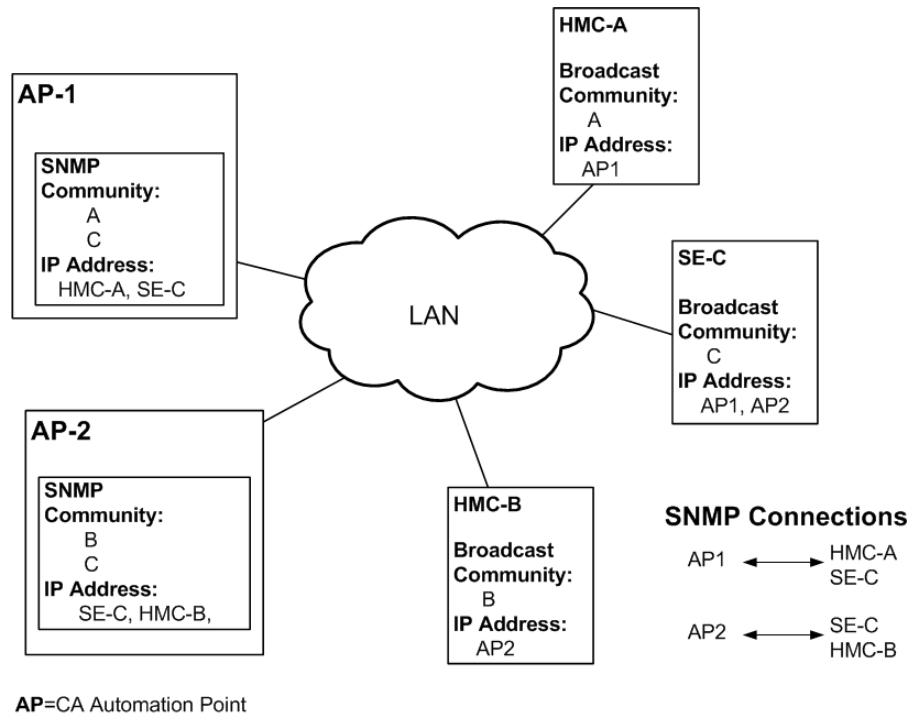 AP-1
SNMP
Community:
A
C
IP Address:
HMC-A, SE-C
HMC-A
Broadcast
Community:
A
IP Address:
AP1
LAN
SE-C
Broadcast
Community:
C
IP Address:
AP1, AP2
AP-2
SNMP
Community:
B
C
IP Address:
SE-C, HMC-B,
HMC-B
Broadcast
Community:
B
IP Address:
AP2
SNMP Connections
AP1 HMC-A
SE-C
AP2 SE-C
HMC-B
AP=CA Automation Point